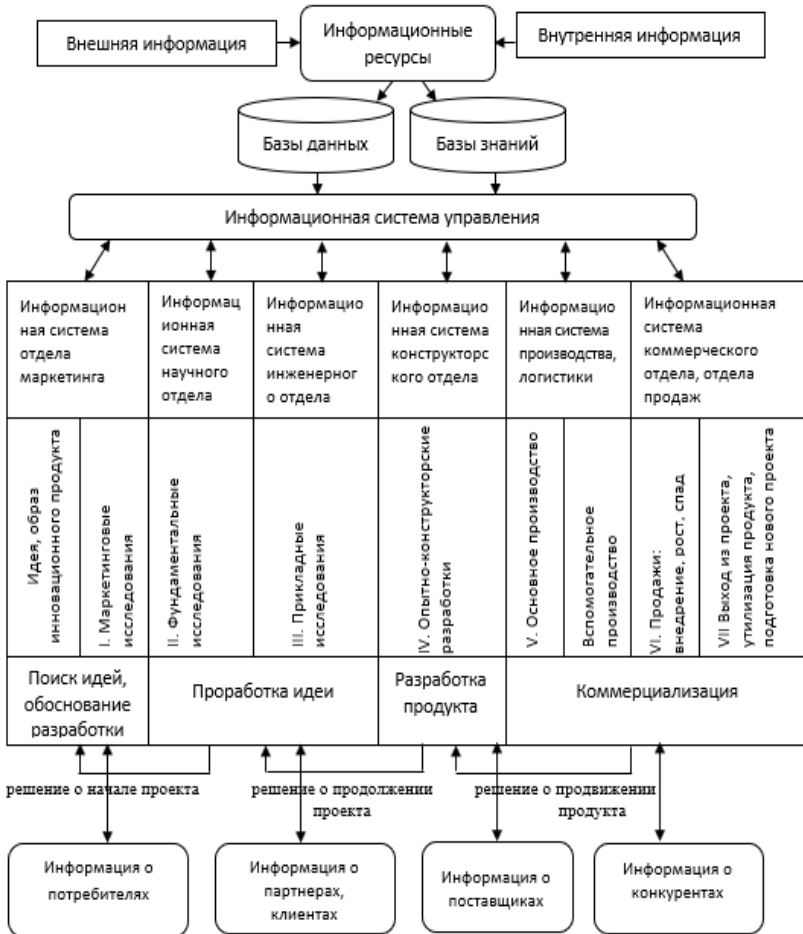 Внешняя информация
Информационные
ресурсы
Внутренняя информация
Базы данных
Базы знаний
Информационная система управления
Информацион
ная система
отдела
маркетинга
Информац
ионная
система
научного
отдела
Информацио
нная
система
инженерног
о отдела
Информацио
нная система
конструкторс
кого отдела
Информацио
нная система
производства,
логистики
Информационная
система
коммерческого
отдела, отдела
продаж
Идея, образ
инновационного продукта
I. Маркетинговые
исследования
II. Фундаментальные
исследования
III. Прикладные
исследования
IV. Опытно-конструкторские
разработки
V. Основное производство
Вспомогательное
производство
VI. Продажи:
внедрение, рост, спад
VII Выход из проекта,
утилизация продукта,
подготовка нового проекта
Поиск идей,
обоснование
разработки
Проработка идеи
Разработка
продукта
Коммерциализация
решение о начале проекта
решение о продолжении
проекта
решение о продвижении
продукта
Информация о
потребителях
Информация о
партнерах,
клиентах
Информация о
поставщиках
Информация о
конкурентах